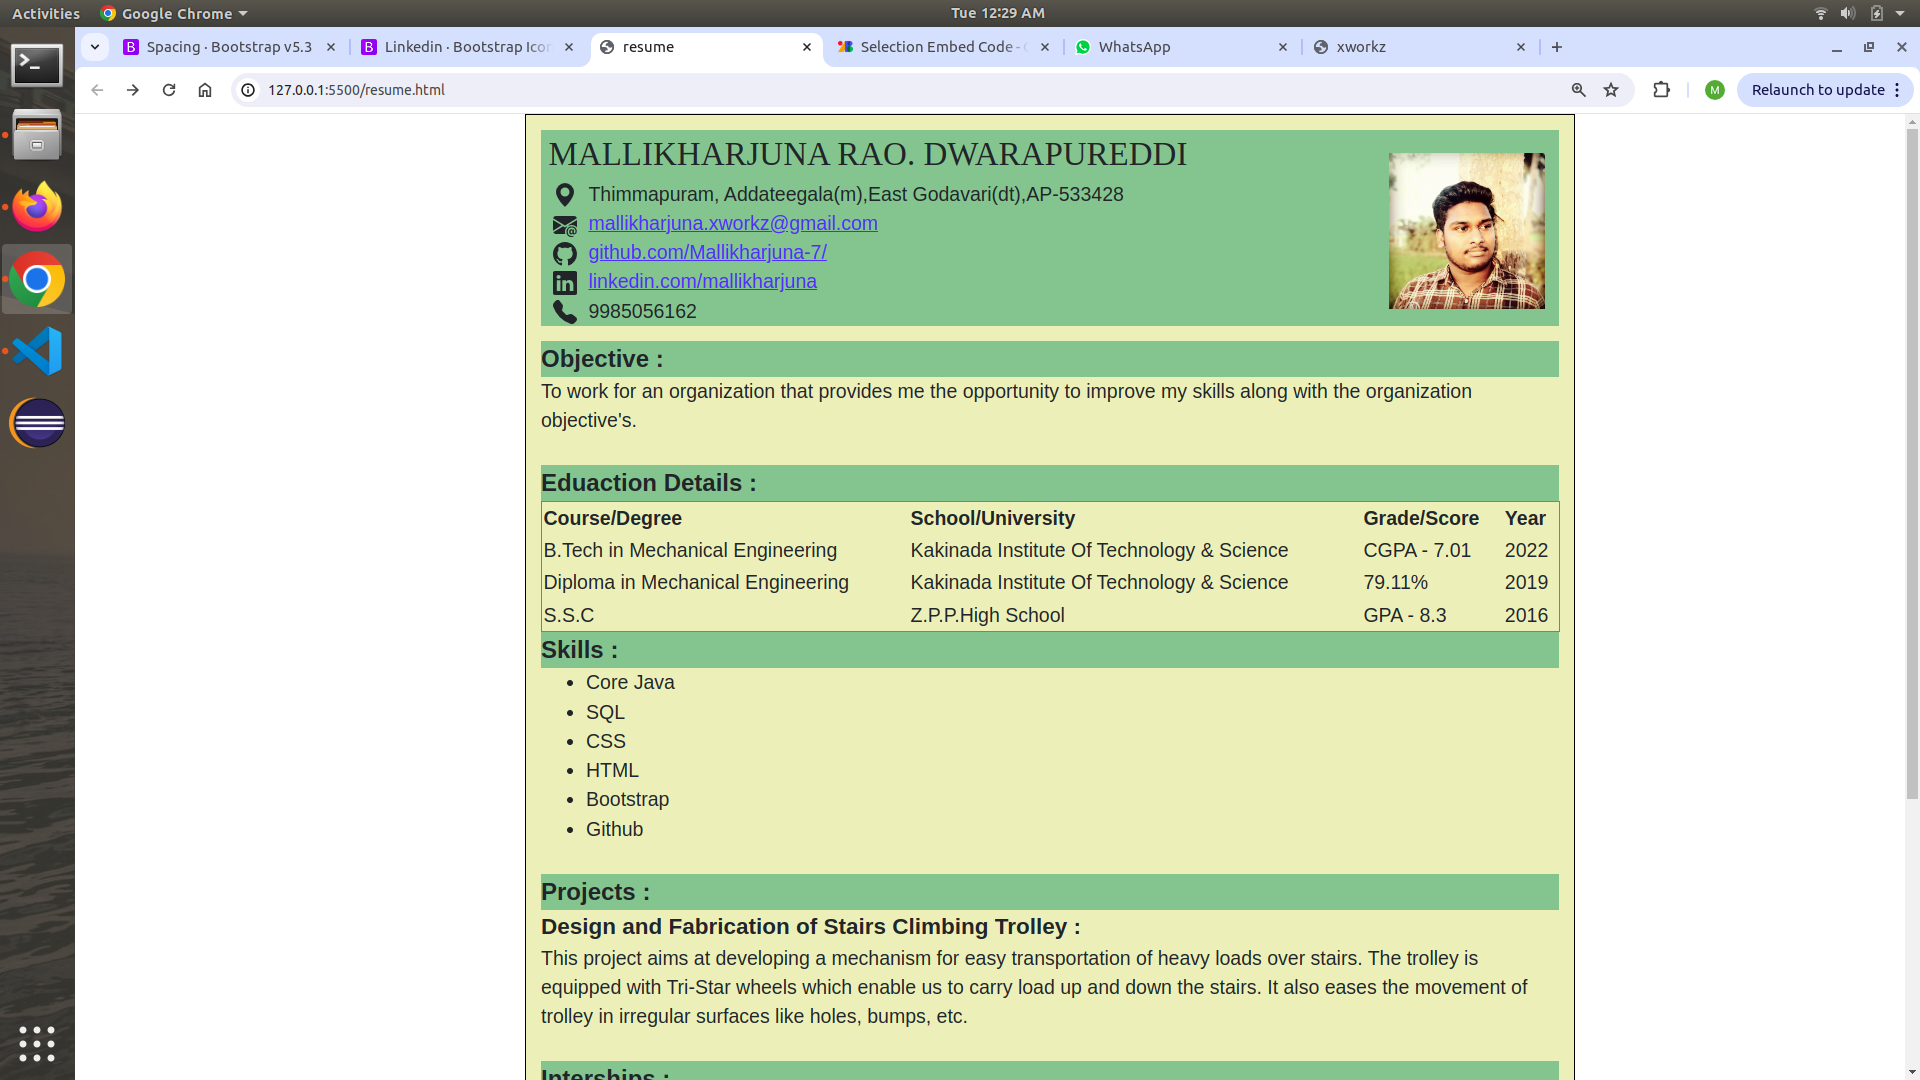 Activities Google Chrome Tue 12:29 AM
Spacing · Bootstrap v5.3 Linkedin · Bootstrap Icon resume Selection Embed Code - WhatsApp xworkz
127.0.0.1:5500/resume.html M Relaunch to update
MALLIKHARJUNA RAO. DWARAPUREDDI
Thimmapuram, Addateegala(m),East Godavari(dt),AP-533428
mallikharjuna.xworkz@gmail.com
github.com/Mallikharjuna-7/
linkedin.com/mallikharjuna
9985056162
Objective :
To work for an organization that provides me the opportunity to improve my skills along with the organization
objective's.
Eduaction Details :
Course/Degree School/University Grade/Score Year
B.Tech in Mechanical Engineering Kakinada Institute Of Technology & Science CGPA - 7.01 2022
Diploma in Mechanical Engineering Kakinada Institute Of Technology & Science 79.11% 2019
S.S.C Z.P.P.High School GPA - 8.3 2016
Skills :
• Core Java
• SQL
• CSS
• HTML
• Bootstrap
• Github
Projects :
Design and Fabrication of Stairs Climbing Trolley :
This project aims at developing a mechanism for easy transportation of heavy loads over stairs. The trolley is
equipped with Tri-Star wheels which enable us to carry load up and down the stairs. It also eases the movement of
trolley in irregular surfaces like holes, bumps, etc.
Interships :